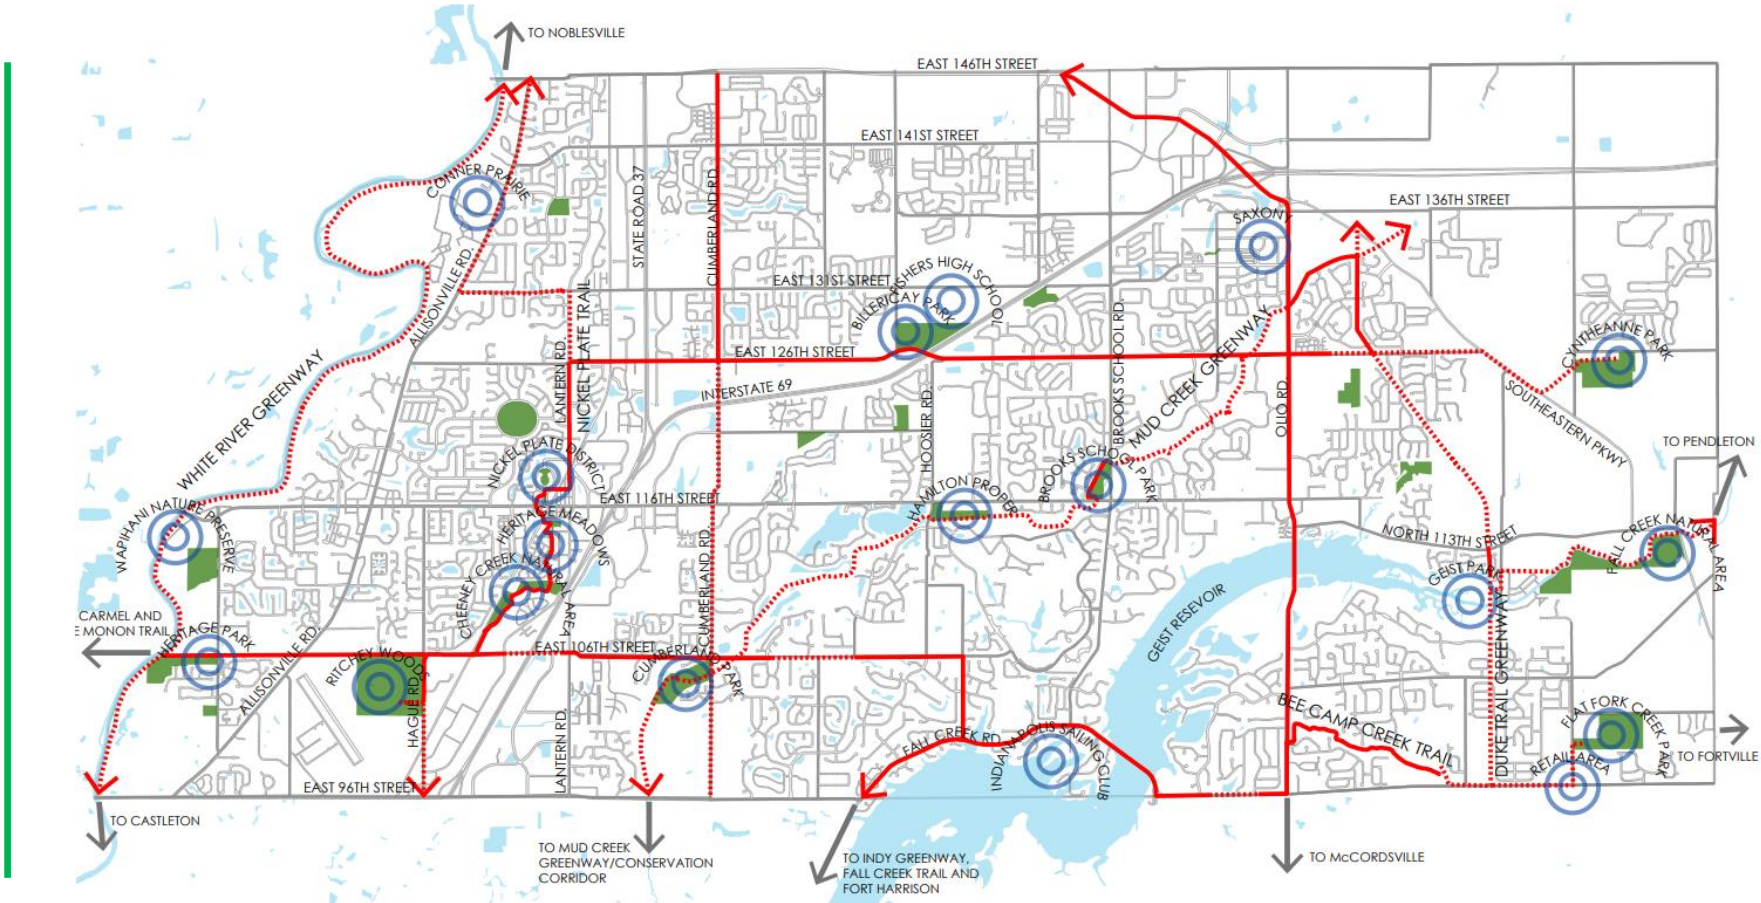 TO NOBLESVILLE
EAST 146TH STREET
EAST 141ST STREET
CONNER PRAIRIE
STATE ROAD 37
CUMBERLAND RD.
EAST 136TH STREET
SAXONY
ALLISONVILLE RD.
EAST 131ST STREET
FISHERS HIGH SCHOOL
BILLERICAY PARK
NICKEL PLATE TRAIL
LANTERN RD.
EAST 126TH STREET
INTERSTATE 69
BROOKS SCHOOL RD.
MUD CREEK GREENWAY
CYNTHEANNE PARK
WHITE RIVER GREENWAY
HOOSIER RD.
OLIO RD.
SOUTHEASTERN PKWY
TO PENDLETON
NICKEL PLATE DISTRICT
EAST 116TH STREET
HAMILTON PROPER
BROOKS SCHOOL PARK
WAPIHANI NATURE PRESERVE
HERITAGE MEADOWS
NORTH 113TH STREET
FALL CREEK NATURAL AREA
CHEENEY CREEK NATURAL AREA
CUMBERLAND RD.
GEIST PARK
GEIST RESEVOIR
CARMEL AND
E MONON TRAIL
HERITAGE PARK
ALLISONVILLE RD.
RITCHEY WOODS
HAGUE RD.
EAST 106TH STREET
CUMBERLAND PARK
LANTERN RD.
FALL CREEK RD.
INDIANAPOLIS SAILING CLUB
BEE CAMP CREEK TRAIL
DUKE TRAIL GREENWAY
FLAT FORK CREEK PARK
RETAIL AREA
TO FORTVILLE
EAST 96TH STREET
TO CASTLETON
TO MUD CREEK
GREENWAY/CONSERVATION
CORRIDOR
TO INDY GREENWAY,
FALL CREEK TRAIL AND
FORT HARRISON
TO McCORDSVILLE